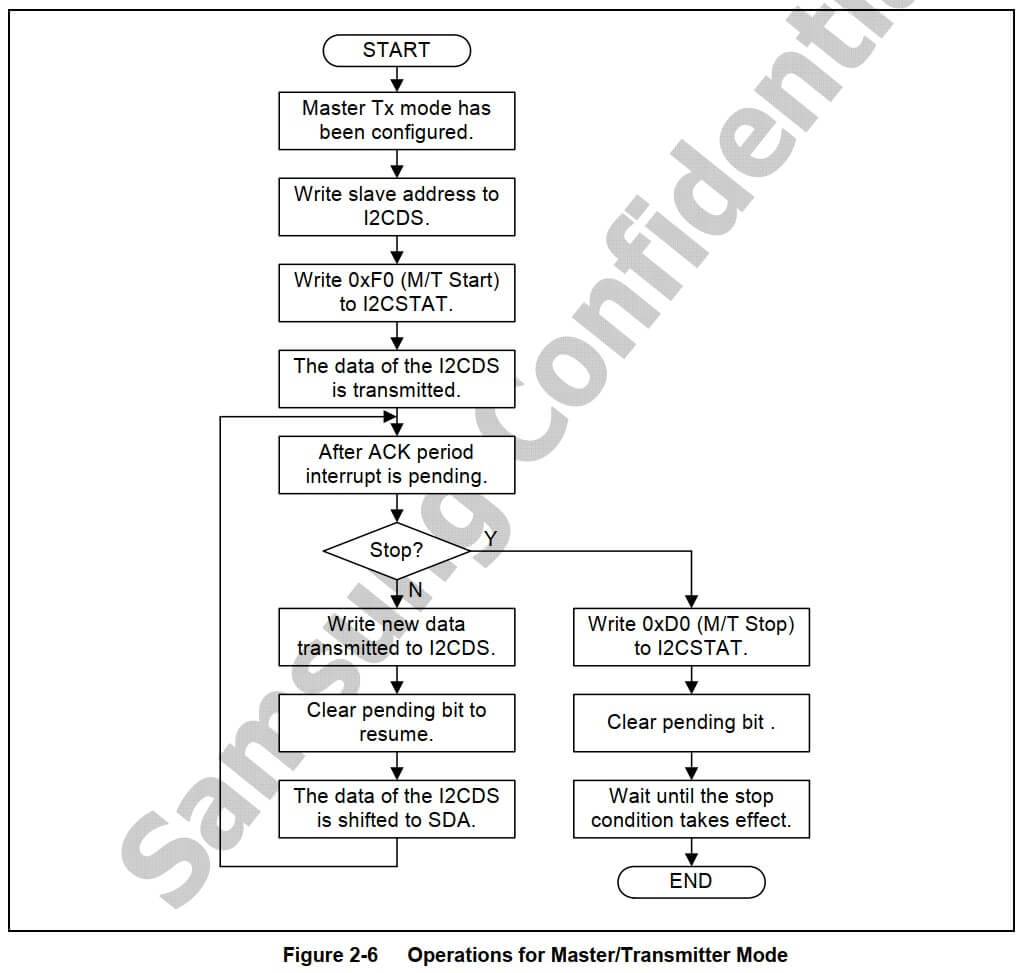 START
Master Tx mode has
been configured.
Write slave address to
I2CDS.
Write 0xF0 (M/T Start)
to I2CSTAT.
The data of the I2CDS
is transmitted.
After ACK period
interrupt is pending.
Stop?
Y
N
Write new data
transmitted to I2CDS.
Clear pending bit to
resume.
The data of the I2CDS
is shifted to SDA.
Write 0xD0 (M/T Stop)
to I2CSTAT.
Clear pending bit .
Wait until the stop
condition takes effect.
END
Samsung Confidenti
Figure 2-6 Operations for Master/Transmitter Mode